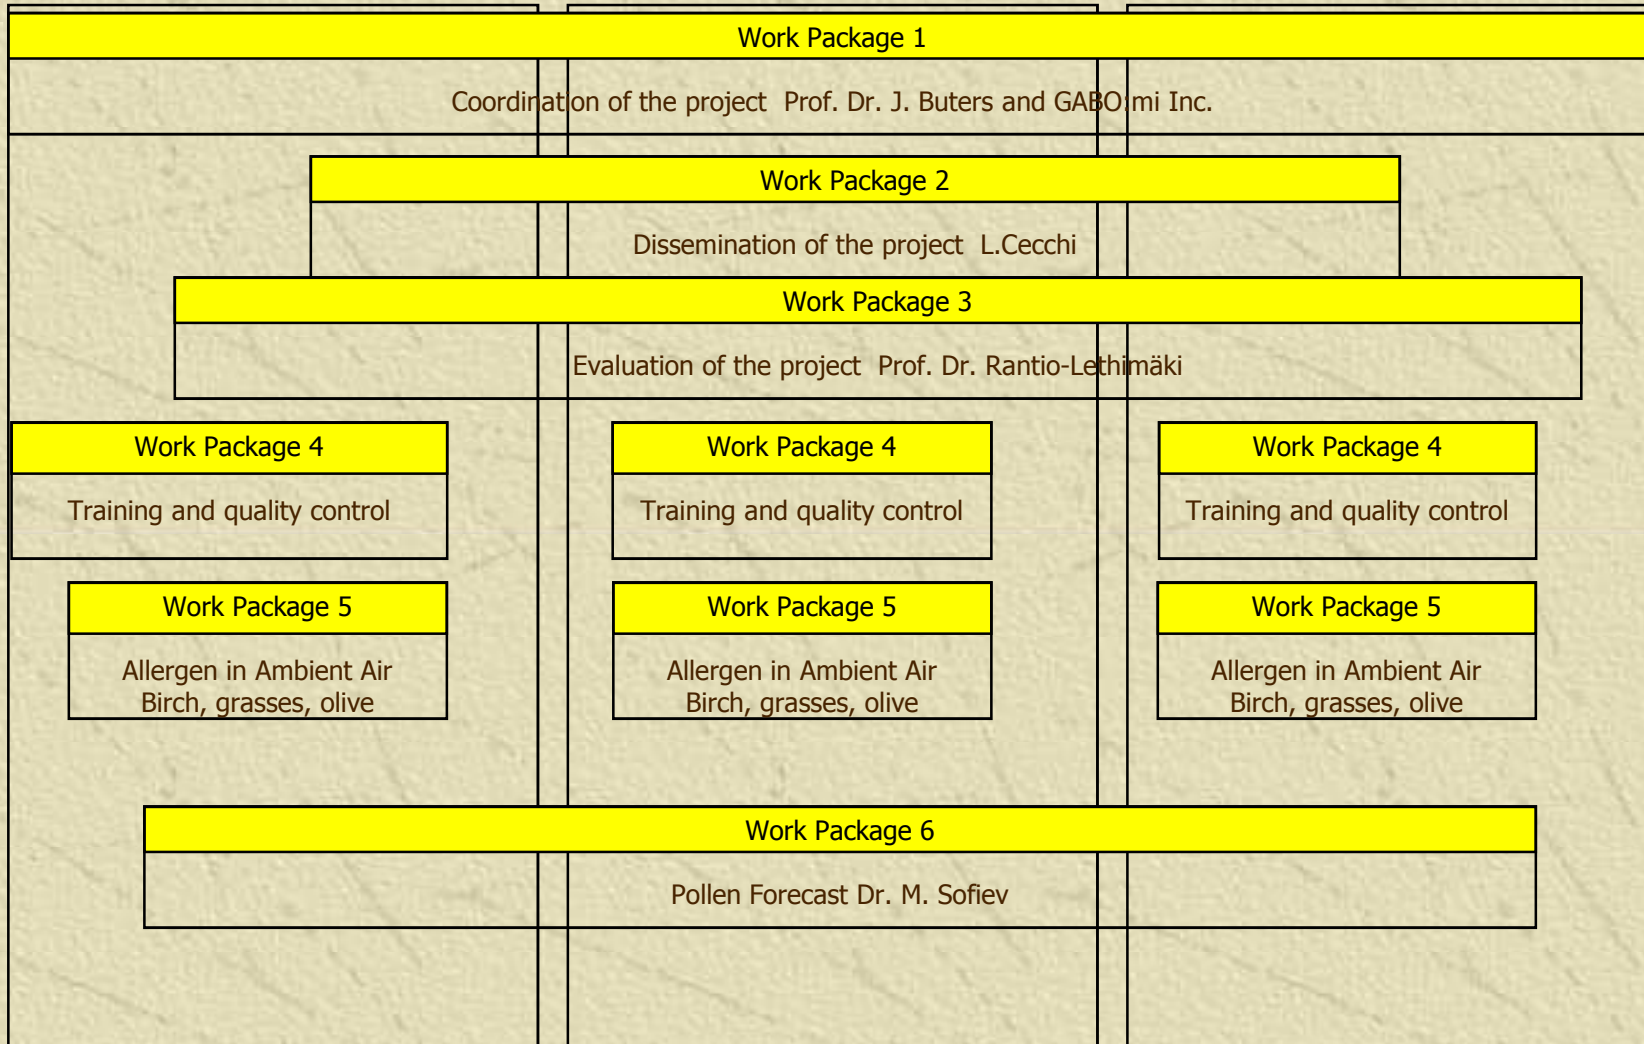 Work Package 1
Coordination of the project Prof. Dr. J. Buters and GABO:mi Inc.
Work Package 2
Dissemination of the project L.Cecchi
Work Package 3
Evaluation of the project Prof. Dr. Rantio-Lethimäki
Work Package 4
Training and quality control
Work Package 4
Training and quality control
Work Package 4
Training and quality control
Work Package 5
Allergen in Ambient Air
Birch, grasses, olive
Work Package 5
Allergen in Ambient Air
Birch, grasses, olive
Work Package 5
Allergen in Ambient Air
Birch, grasses, olive
Work Package 6
Pollen Forecast Dr. M. Sofiev